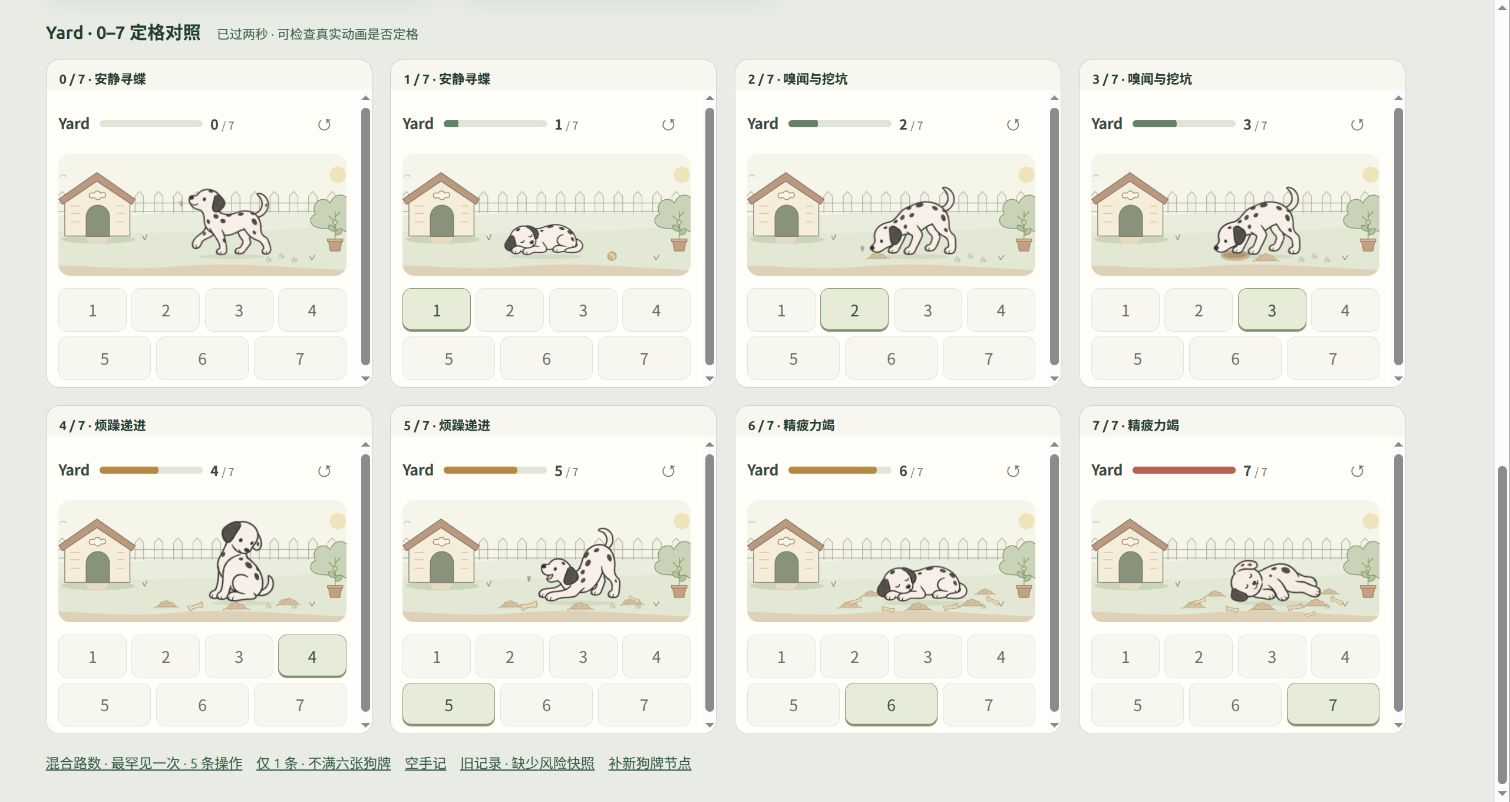 Yard · 0–7 定格对照 已过两秒 · 可检查真实动画是否定格
0 / 7 · 安静寻蝶
Yard 0 / 7
1 2 3 4
5 6 7
1 / 7 · 安静寻蝶
Yard 1 / 7
1 2 3 4
5 6 7
2 / 7 · 嗅闻与挖坑
Yard 2 / 7
1 2 3 4
5 6 7
3 / 7 · 嗅闻与挖坑
Yard 3 / 7
1 2 3 4
5 6 7
4 / 7 · 烦躁递进
Yard 4 / 7
1 2 3 4
5 6 7
5 / 7 · 烦躁递进
Yard 5 / 7
1 2 3 4
5 6 7
6 / 7 · 精疲力竭
Yard 6 / 7
1 2 3 4
5 6 7
7 / 7 · 精疲力竭
Yard 7 / 7
1 2 3 4
5 6 7
混合路数 · 最罕见一次 · 5 条操作 仅 1 条 · 不满六张狗牌 空手记 旧记录 · 缺少风险快照 补新狗牌节点